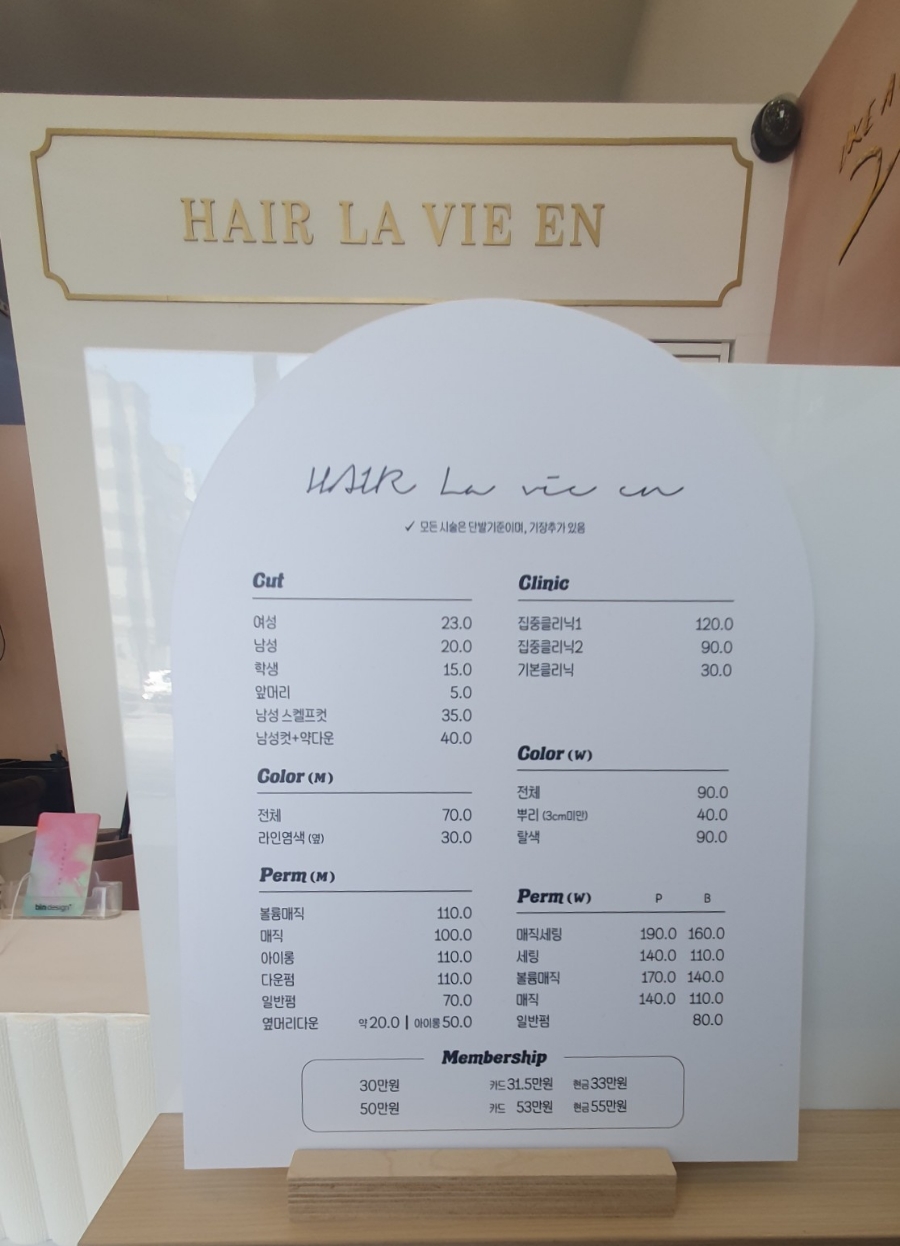 HAIR LA VIE EN
HAIR La vie en
✓ 모든 시술은 단발기준이며, 기장추가 있음
Cut
여성 23.0
남성 20.0
학생 15.0
앞머리 5.0
남성 스켈프컷 35.0
남성컷+약다운 40.0
Color (M)
전체 70.0
라인염색 (옆) 30.0
Perm (M)
볼륨매직 110.0
매직 100.0
아이롱 110.0
다운펌 110.0
일반펌 70.0
옆머리다운 약 20.0 | 아이롱 50.0
Clinic
집중클리닉1 120.0
집중클리닉2 90.0
기본클리닉 30.0
Color (W)
전체 90.0
뿌리 (3cm미만) 40.0
탈색 90.0
Perm (W) P B
매직세팅 190.0 160.0
세팅 140.0 110.0
볼륨매직 170.0 140.0
매직 140.0 110.0
일반펌 80.0
Membership
30만원 카드 31.5만원 현금 33만원
50만원 카드 53만원 현금 55만원